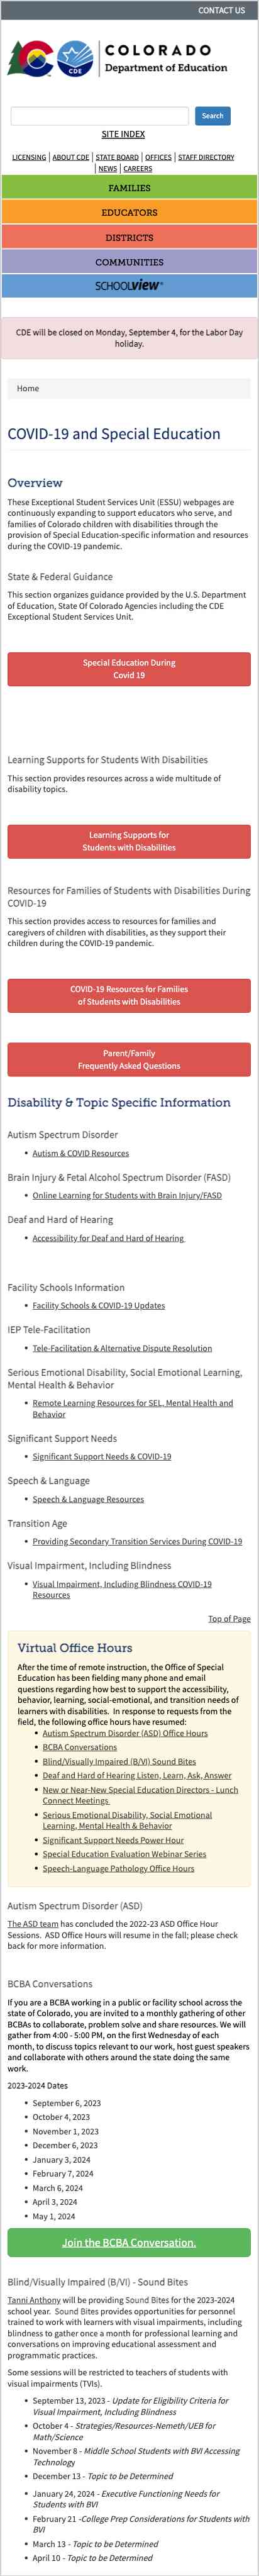 CONTACT US
COLORADO
CDE
Department of Education
Search
SITE INDEX
LICENSING | ABOUT CDE | STATE BOARD | OFFICES | STAFF DIRECTORY
| NEWS | CAREERS
FAMILIES
EDUCATORS
DISTRICTS
COMMUNITIES
SCHOOLVIEW®
CDE will be closed on Monday, September 4, for the Labor Day
holiday.
Home
COVID-19 and Special Education
Overview
These Exceptional Student Services Unit (ESSU) webpages are
continuously expanding to support educators who serve, and
families of Colorado children with disabilities through the
provision of Special Education-specific information and resources
during the COVID-19 pandemic.
State & Federal Guidance
This section organizes guidance provided by the U.S. Department
of Education, State Of Colorado Agencies including the CDE
Exceptional Student Services Unit.
Special Education During
Covid 19
Learning Supports for Students With Disabilities
This section provides resources across a wide multitude of
disability topics.
Learning Supports for
Students with Disabilities
Resources for Families of Students with Disabilities During
COVID-19
This section provides access to resources for families and
caregivers of children with disabilities, as they support their
children during the COVID-19 pandemic.
COVID-19 Resources for Families
of Students with Disabilities
Parent/Family
Frequently Asked Questions
Disability & Topic Specific Information
Autism Spectrum Disorder
• Autism & COVID Resources
Brain Injury & Fetal Alcohol Spectrum Disorder (FASD)
• Online Learning for Students with Brain Injury/FASD
Deaf and Hard of Hearing
• Accessibility for Deaf and Hard of Hearing
Facility Schools Information
• Facility Schools & COVID-19 Updates
IEP Tele-Facilitation
• Tele-Facilitation & Alternative Dispute Resolution
Serious Emotional Disability, Social Emotional Learning,
Mental Health & Behavior
• Remote Learning Resources for SEL, Mental Health and
Behavior
Significant Support Needs
• Significant Support Needs & COVID-19
Speech & Language
• Speech & Language Resources
Transition Age
• Providing Secondary Transition Services During COVID-19
Visual Impairment, Including Blindness
• Visual Impairment, Including Blindness COVID-19
Resources
Top of Page
Virtual Office Hours
After the time of remote instruction, the Office of Special
Education has been fielding many phone and email
questions regarding how best to support the accessibility,
behavior, learning, social-emotional, and transition needs of
learners with disabilities. In response to requests from the
field, the following office hours have resumed:
• Autism Spectrum Disorder (ASD) Office Hours
• BCBA Conversations
• Blind/Visually Impaired (B/VI) Sound Bites
• Deaf and Hard of Hearing Listen, Learn, Ask, Answer
• New or Near-New Special Education Directors - Lunch
Connect Meetings
• Serious Emotional Disability, Social Emotional
Learning, Mental Health & Behavior
• Significant Support Needs Power Hour
• Special Education Evaluation Webinar Series
• Speech-Language Pathology Office Hours
Autism Spectrum Disorder (ASD)
The ASD team has concluded the 2022-23 ASD Office Hour
Sessions. ASD Office Hours will resume in the fall; please check
back for more information.
BCBA Conversations
If you are a BCBA working in a public or facility school across the
state of Colorado, you are invited to a monthly gathering of other
BCBAs to collaborate, problem solve and share resources. We will
gather from 4:00 - 5:00 PM, on the first Wednesday of each
month, to discuss topics relevant to our work, host guest speakers
and collaborate with others around the state doing the same
work.
2023-2024 Dates
• September 6, 2023
• October 4, 2023
• November 1, 2023
• December 6, 2023
• January 3, 2024
• February 7, 2024
• March 6, 2024
• April 3, 2024
• May 1, 2024
Join the BCBA Conversation.
Blind/Visually Impaired (B/VI) - Sound Bites
Tanni Anthony will be providing Sound Bites for the 2023-2024
school year. Sound Bites provides opportunities for personnel
trained to work with learners with visual impairments, including
blindness to gather once a month for professional learning and
conversations on improving educational assessment and
programmatic practices.
Some sessions will be restricted to teachers of students with
visual impairments (TVIs).
• September 13, 2023 - Update for Eligibility Criteria for
Visual Impairment, Including Blindness
• October 4 - Strategies/Resources-Nemeth/UEB for
Math/Science
• November 8 - Middle School Students with BVI Accessing
Technology
• December 13 - Topic to be Determined
• January 24, 2024 - Executive Functioning Needs for
Students with BVI
• February 21 -College Prep Considerations for Students with
BVI
• March 13 - Topic to be Determined
• April 10 - Topic to be Determined